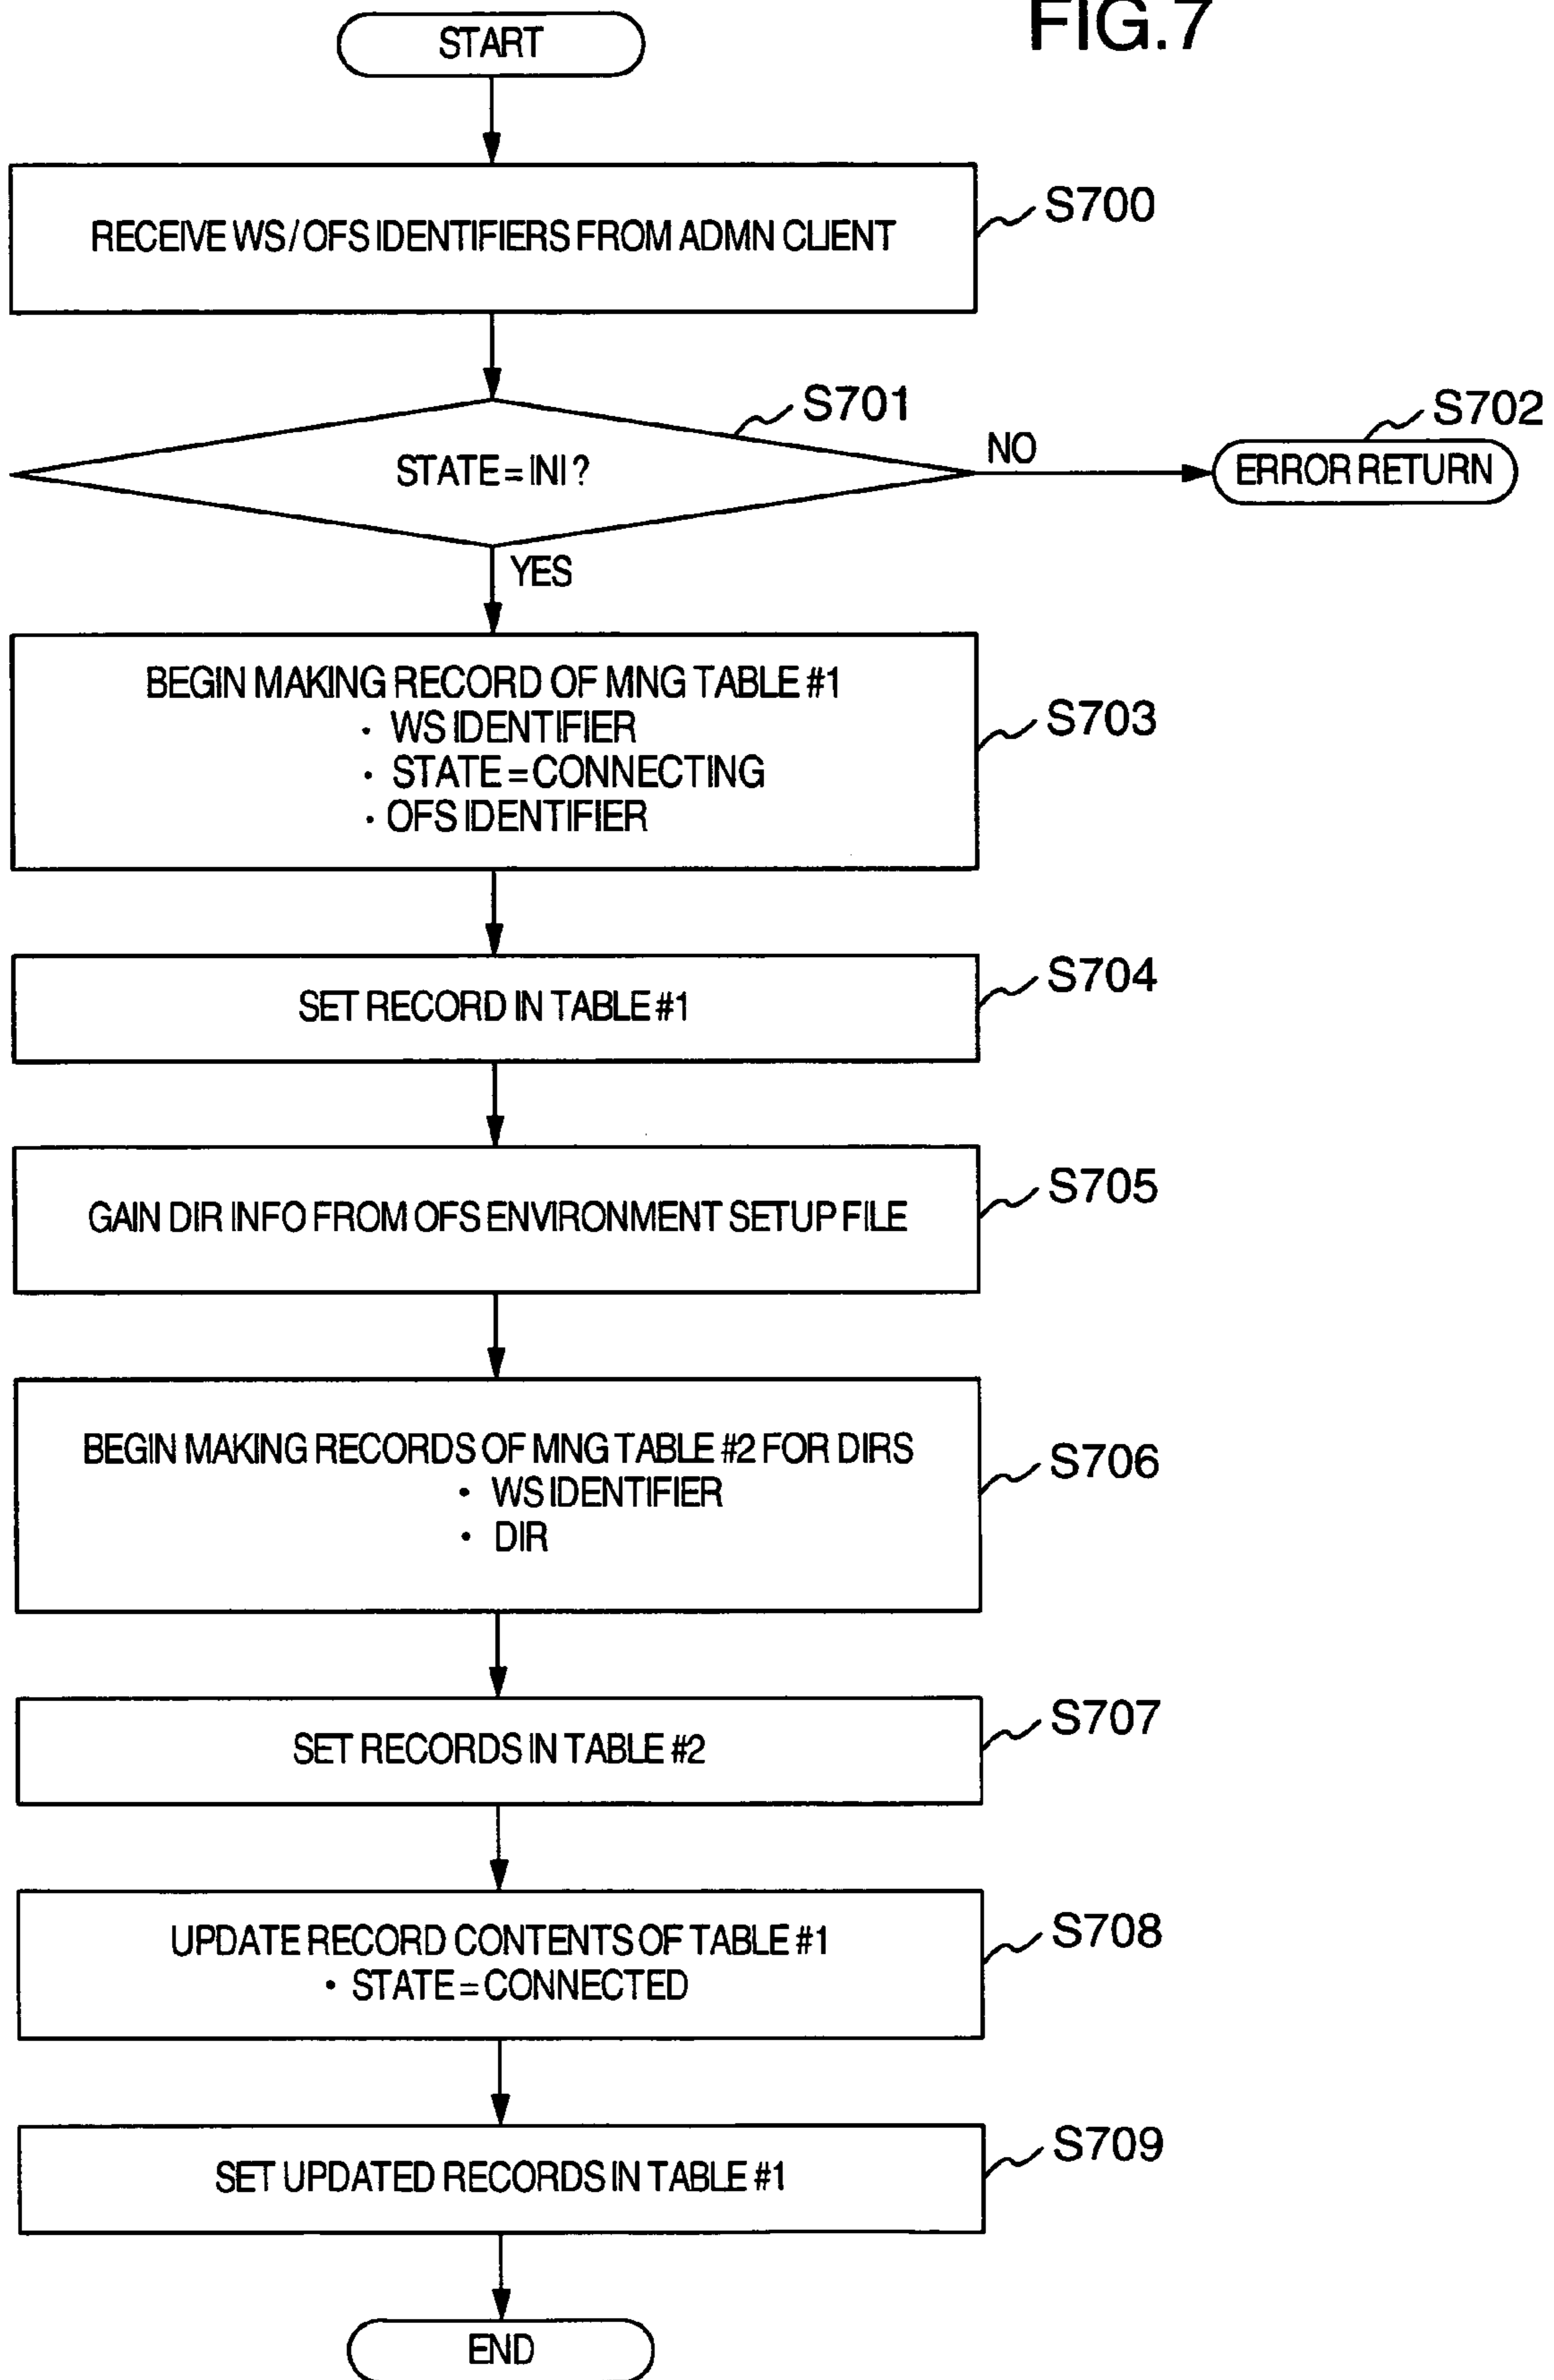 FIG.7
START
RECEIVE WS/OFS IDENTIFIERS FROM ADMN CLIENT
S700
STATE=INI?
S701
NO
S702
ERROR RETURN
YES
BEGIN MAKING RECORD OF MNG TABLE #1
· WS IDENTIFIER
· STATE=CONNECTING
· OFS IDENTIFIER
S703
SET RECORD IN TABLE #1
S704
GAIN DIR INFO FROM OFS ENVIRONMENT SETUP FILE
S705
BEGIN MAKING RECORDS OF MNG TABLE #2 FOR DIRS
· WS IDENTIFIER
· DIR
S706
SET RECORDS IN TABLE #2
S707
UPDATE RECORD CONTENTS OF TABLE #1
· STATE=CONNECTED
S708
SET UPDATED RECORDS IN TABLE #1
S709
END